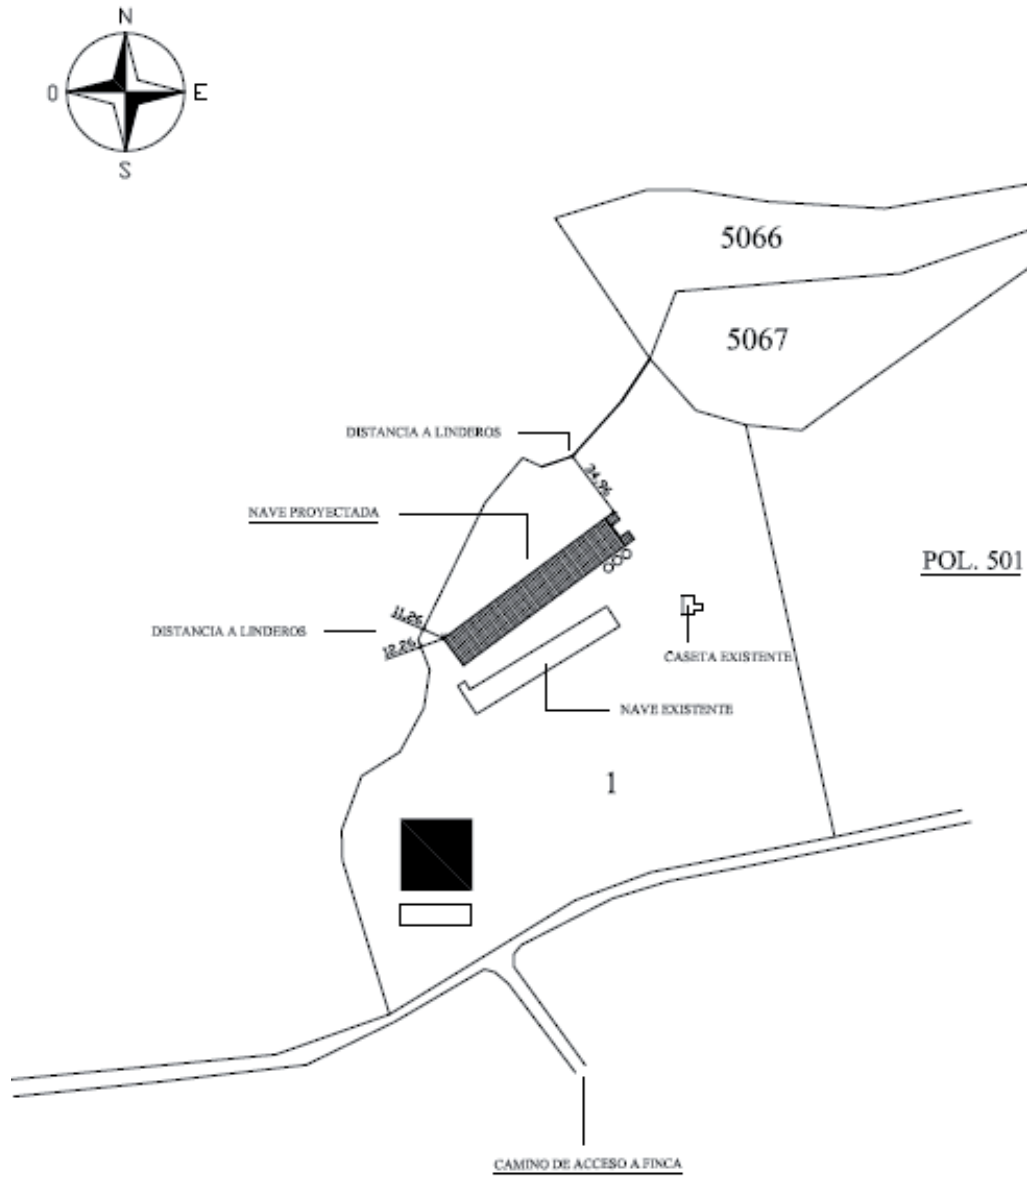 N
O E
S
5066
5067
DISTANCIA A LINDEROS
24.96
NAVE PROYECTADA
POL. 501
11.26
DISTANCIA A LINDEROS
12.26
CASETA EXISTENTE
NAVE EXISTENTE
1
CAMINO DE ACCESO A FINCA